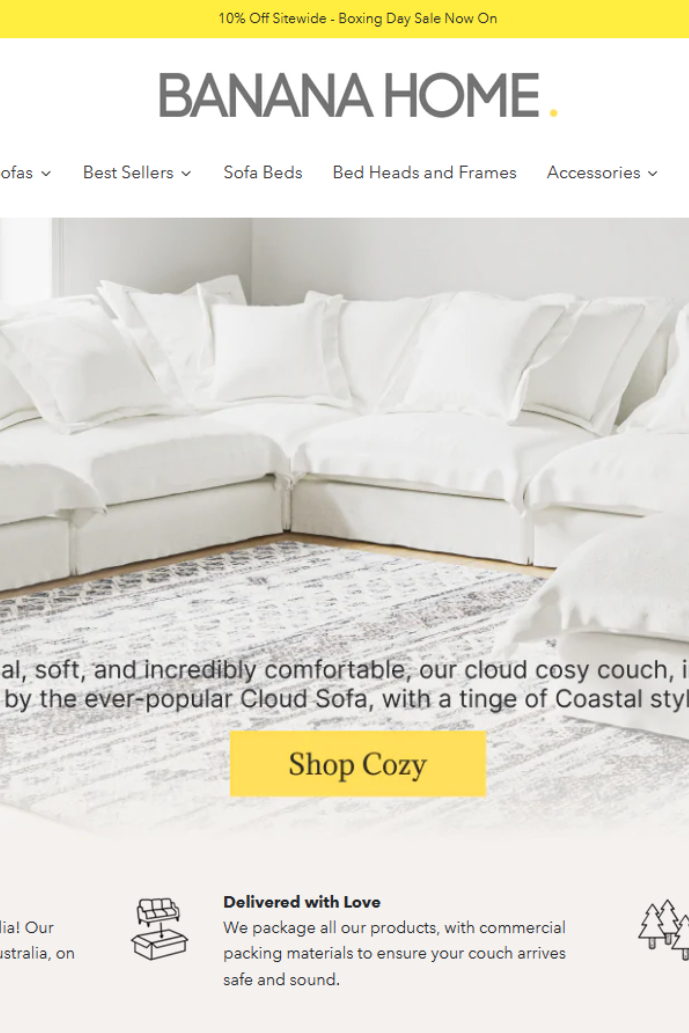 10% Off Sitewide - Boxing Day Sale Now On
BANANA HOME.
ofas Best Sellers Sofa Beds Bed Heads and Frames Accessories
al, soft, and incredibly comfortable, our cloud cosy couch, i
by the ever-popular Cloud Sofa, with a tinge of Coastal styl
Shop Cozy
Delivered with Love
lia! Our We package all our products, with commercial
ustralia, on packing materials to ensure your couch arrives
safe and sound.